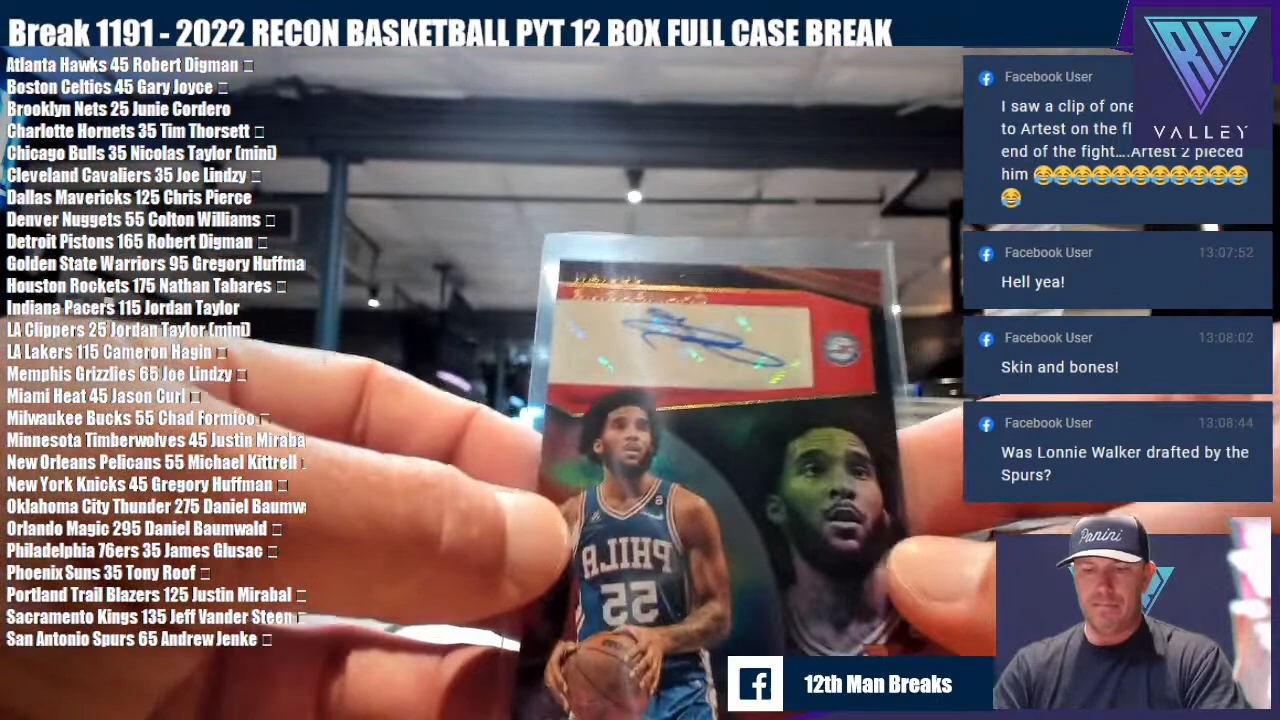 Break 1191 - 2022 RECON BASKETBALL PYT 12 BOX FULL CASE BREAK
Atlanta Hawks 45 Robert Digman
Boston Celtics 45 Gary Joyce
Brooklyn Nets 25 Junie Cordero
Charlotte Hornets 35 Tim Thorsett
Chicago Bulls 35 Nicolas Taylor (mini)
Cleveland Cavaliers 35 Joe Lindzy
Dallas Mavericks 125 Chris Pierce
Denver Nuggets 55 Colton Williams
Detroit Pistons 165 Robert Digman
Golden State Warriors 95 Gregory Huffma
Houston Rockets 175 Nathan Tabares
Indiana Pacers 115 Jordan Taylor
LA Clippers 25 Jordan Taylor (mini)
LA Lakers 115 Cameron Hagin
Memphis Grizzlies 65 Joe Lindzy
Miami Heat 45 Jason Curl
Milwaukee Bucks 55 Chad Formico
Minnesota Timberwolves 45 Justin Miraba
New Orleans Pelicans 55 Michael Kittrell
New York Knicks 45 Gregory Huffman
Oklahoma City Thunder 275 Daniel Baumw
Orlando Magic 295 Daniel Baumwald
Philadelphia 76ers 35 James Glusac
Phoenix Suns 35 Tony Roof
Portland Trail Blazers 125 Justin Mirabal
Sacramento Kings 135 Jeff Vander Steen
San Antonio Spurs 65 Andrew Jenke
PHILA
55
Facebook User
I saw a clip of one
to Artest on the fl
end of the fight....Artest 2 pieced
him 😂😂😂😂😂😂😂😂😂😂😂
😂
RIP
VALLEY
Facebook User 13:07:52
Hell yea!
Facebook User 13:08:02
Skin and bones!
Facebook User 13:08:44
Was Lonnie Walker drafted by the
Spurs?
Panini
12th Man Breaks